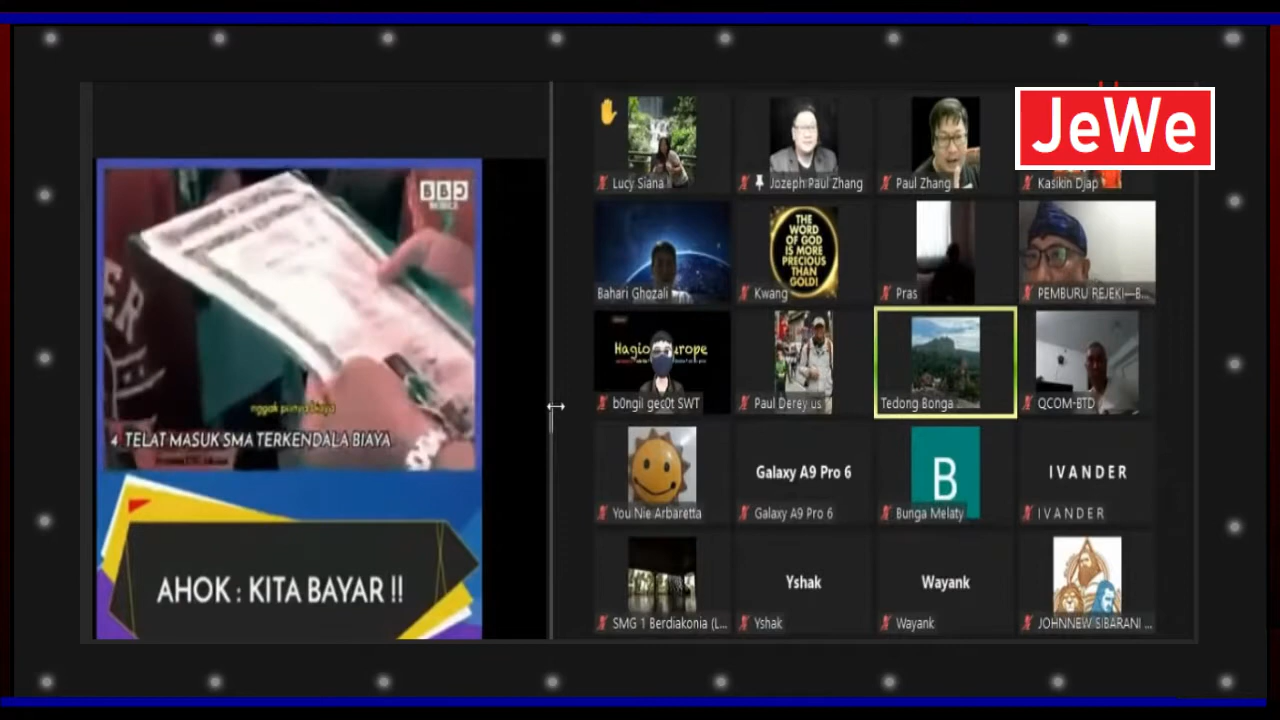 BBC
nggak punya biaya
4 TELAT MASUK SMA TERKENDALA BIAYA
AHOK : KITA BAYAR !!
JeWe
Lucy Siana
Jozeph Paul Zhang
Paul Zhang
Kasikin Djap
THE
WORD
OF GOD
IS MORE
PRECIOUS
THAN
GOLD!
Bahari Ghozali
Kwang
Pras
PEMBURU REJEKI—B...
Hagio Europe
b0ngil gec0t SWT
Paul Derey us
Tedong Bonga
QCOM-BTD
Galaxy A9 Pro 6
B
I V A N D E R
You Nie Arbaretta
Galaxy A9 Pro 6
Bunga Melaty
I V A N D E R
Yshak
Wayank
SMG 1 Berdiakonia (L...
Yshak
Wayank
JOHNNEW SIBARANI ...